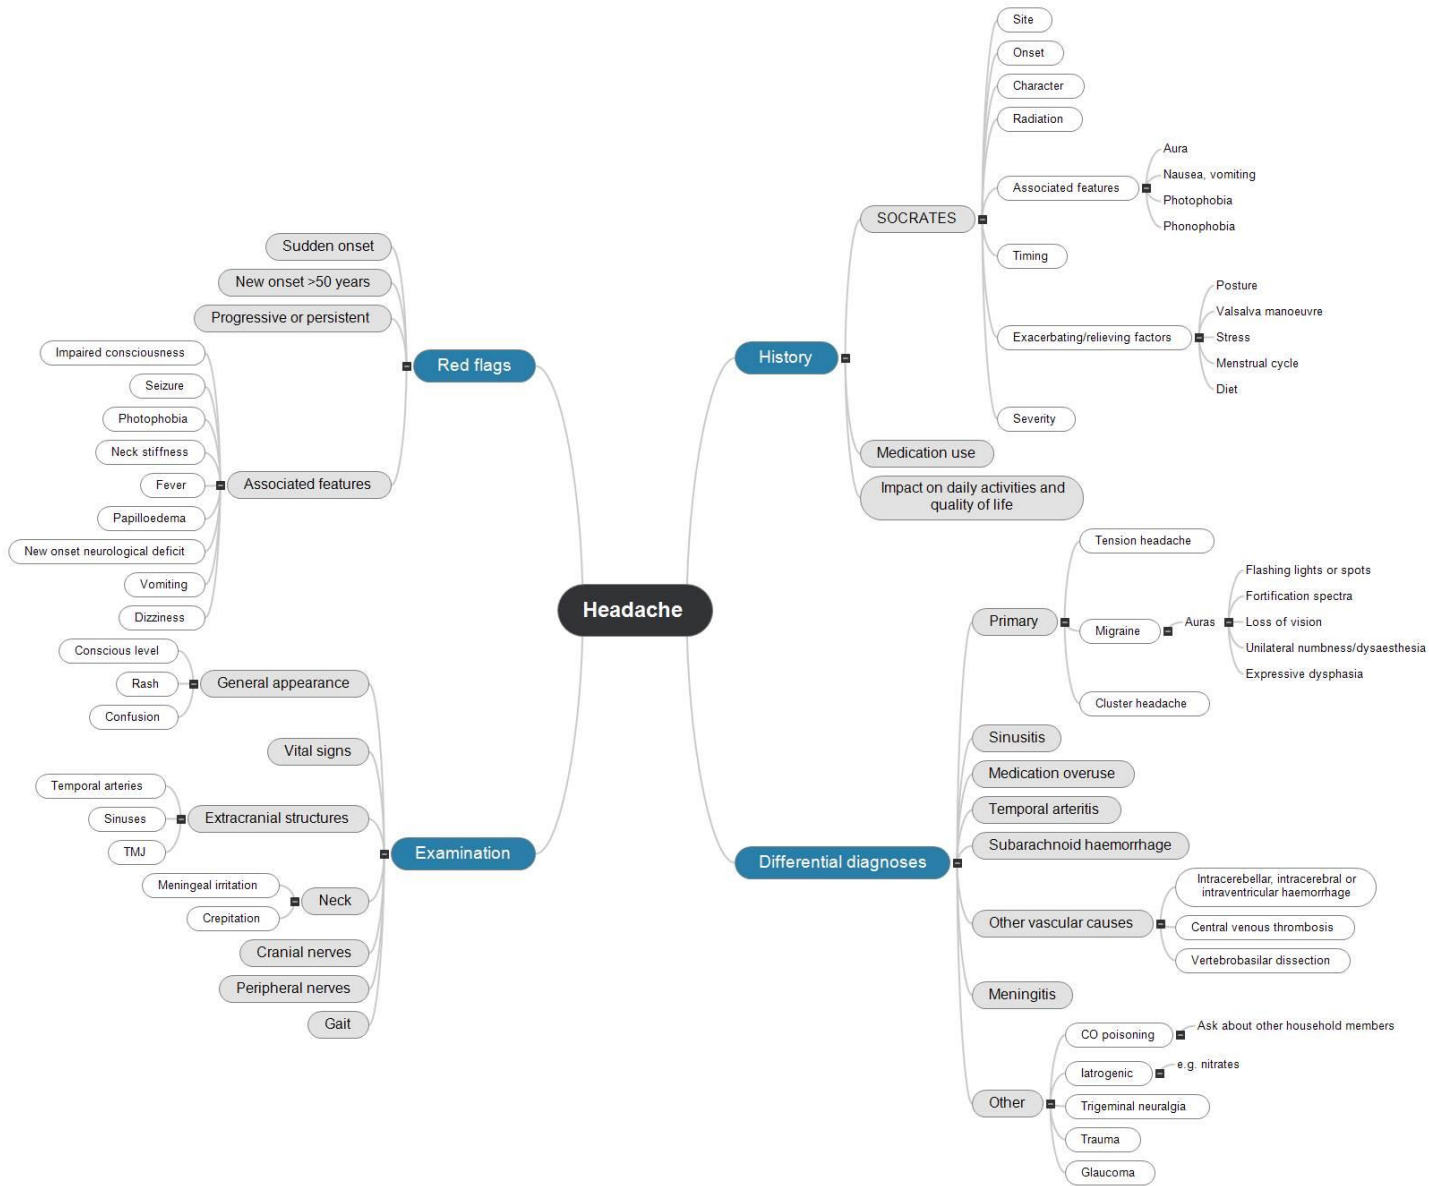 Headache
Red flags
Sudden onset
New onset >50 years
Progressive or persistent
Associated features
Impaired consciousness
Seizure
Photophobia
Neck stiffness
Fever
Papilloedema
New onset neurological deficit
Vomiting
Dizziness
Examination
General appearance
Conscious level
Rash
Confusion
Vital signs
Extracranial structures
Temporal arteries
Sinuses
TMJ
Neck
Meningeal irritation
Crepitation
Cranial nerves
Peripheral nerves
Gait
History
SOCRATES
Site
Onset
Character
Radiation
Associated features
Aura
Nausea, vomiting
Photophobia
Phonophobia
Timing
Exacerbating/relieving factors
Posture
Valsalva manoeuvre
Stress
Menstrual cycle
Diet
Severity
Medication use
Impact on daily activities and
quality of life
Differential diagnoses
Primary
Tension headache
Migraine
Auras
Flashing lights or spots
Fortification spectra
Loss of vision
Unilateral numbness/dysaesthesia
Expressive dysphasia
Cluster headache
Sinusitis
Medication overuse
Temporal arteritis
Subarachnoid haemorrhage
Other vascular causes
Intracerebellar, intracerebral or
intraventricular haemorrhage
Central venous thrombosis
Vertebrobasilar dissection
Meningitis
Other
CO poisoning
Ask about other household members
Iatrogenic
e.g. nitrates
Trigeminal neuralgia
Trauma
Glaucoma